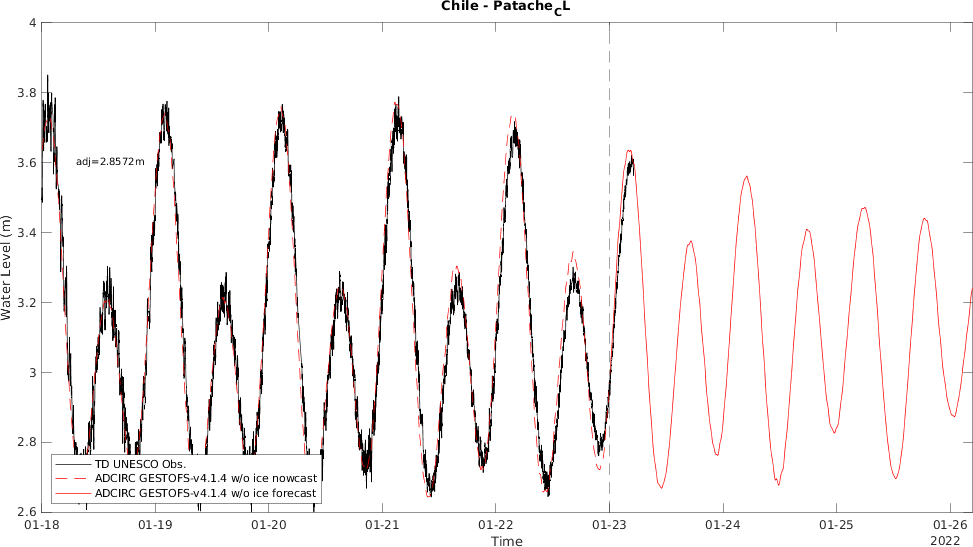 Chile - Patache_CL
4
3.8
3.6
3.4
3.2
3
2.8
2.6
Water Level (m)
adj=2.8572m
TD UNESCO Obs.
ADCIRC GESTOFS-v4.1.4 w/o ice nowcast
ADCIRC GESTOFS-v4.1.4 w/o ice forecast
01-18 01-19 01-20 01-21 01-22 01-23 01-24 01-25 01-26
Time
2022